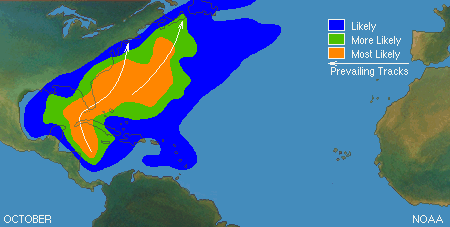 Likely
More Likely
Most Likely
Prevailing Tracks
OCTOBER
NOAA